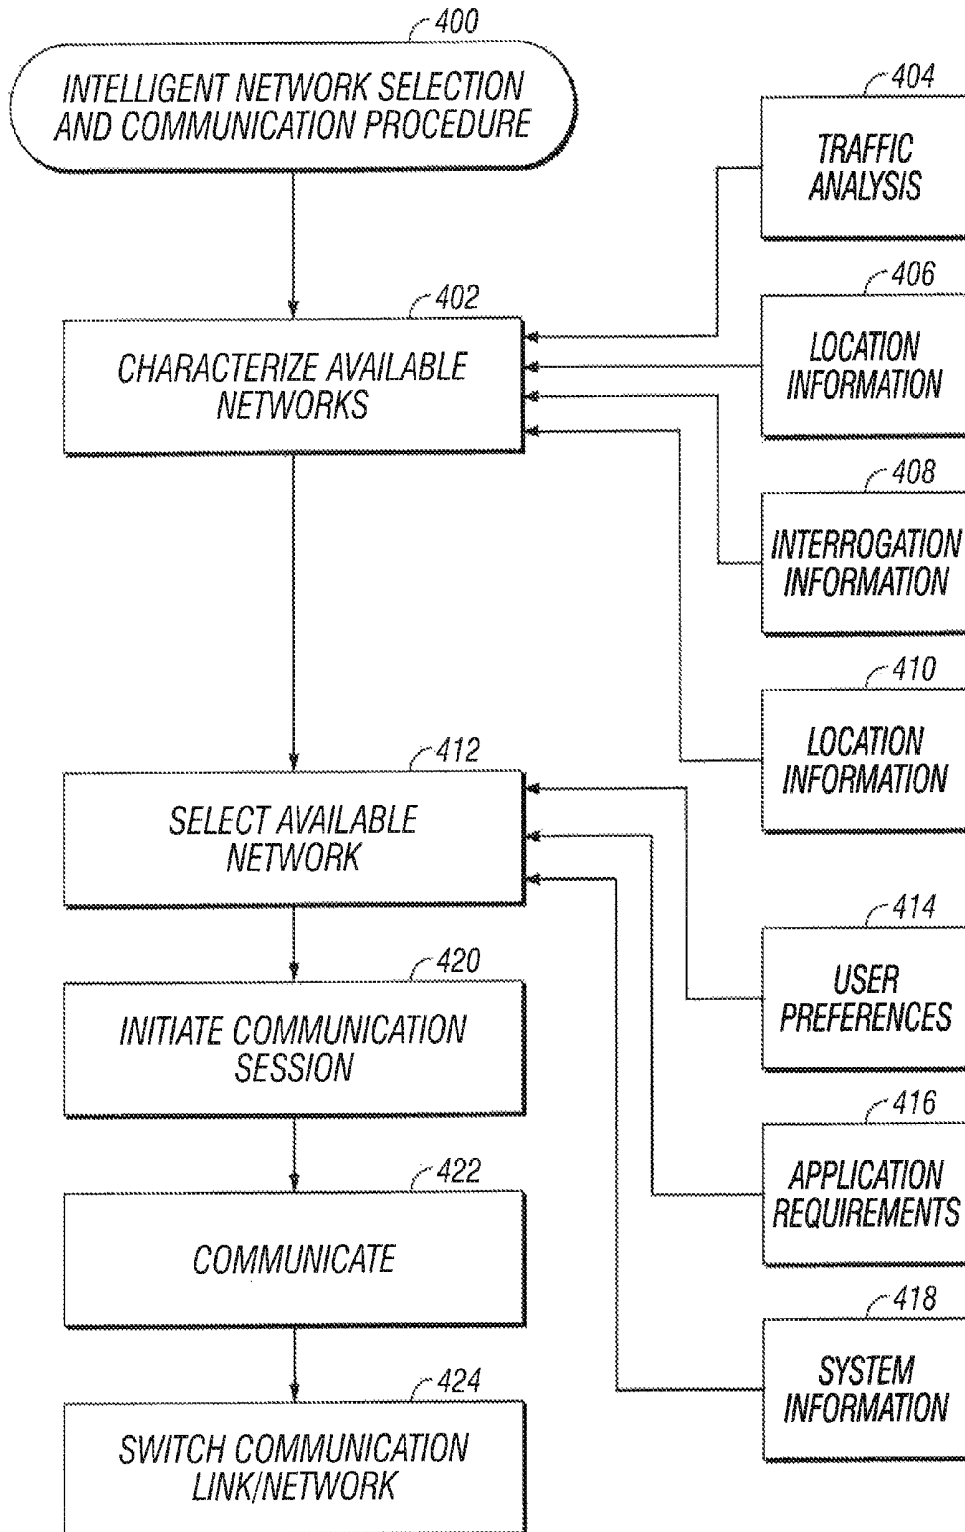 400
INTELLIGENT NETWORK SELECTION
AND COMMUNICATION PROCEDURE
404
TRAFFIC
ANALYSIS
406
LOCATION
INFORMATION
402
CHARACTERIZE AVAILABLE
NETWORKS
408
INTERROGATION
INFORMATION
410
LOCATION
INFORMATION
412
SELECT AVAILABLE
NETWORK
414
USER
PREFERENCES
420
INITIATE COMMUNICATION
SESSION
416
APPLICATION
REQUIREMENTS
422
COMMUNICATE
418
SYSTEM
INFORMATION
424
SWITCH COMMUNICATION
LINK/NETWORK